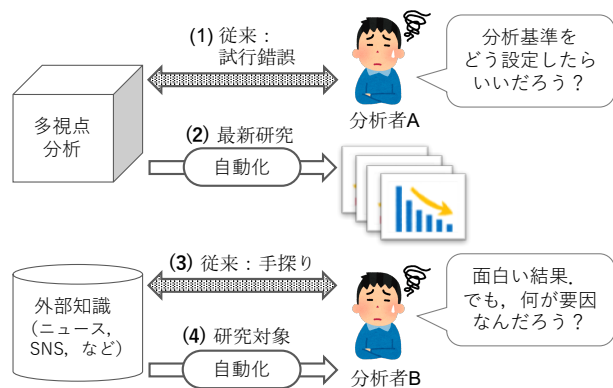 (1) 従来：
試行錯誤
分析基準を
どう設定したら
いいだろう？
多視点
分析
分析者A
(2) 最新研究
自動化
(3) 従来：手探り
外部知識
（ニュース，
SNS，など）
面白い結果．
でも，何が要因
なんだろう？
(4) 研究対象
自動化
分析者B